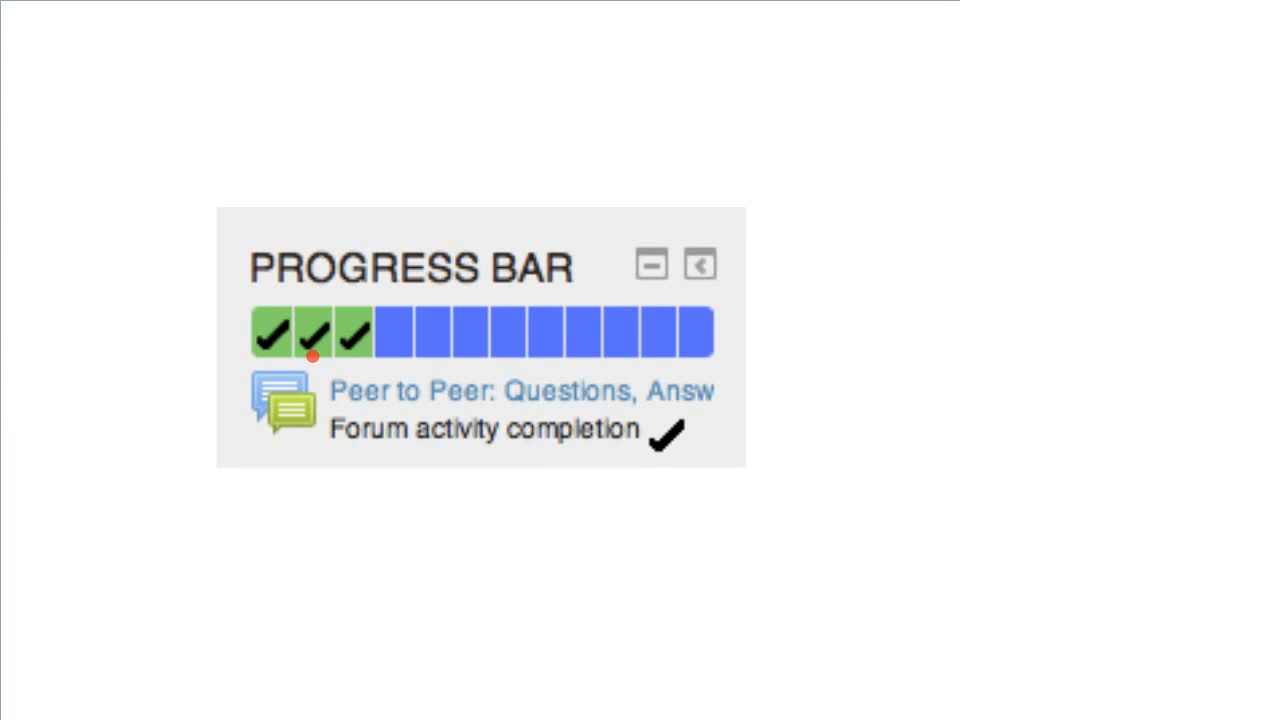 PROGRESS BAR
Peer to Peer: Questions, Answ
Forum activity completion